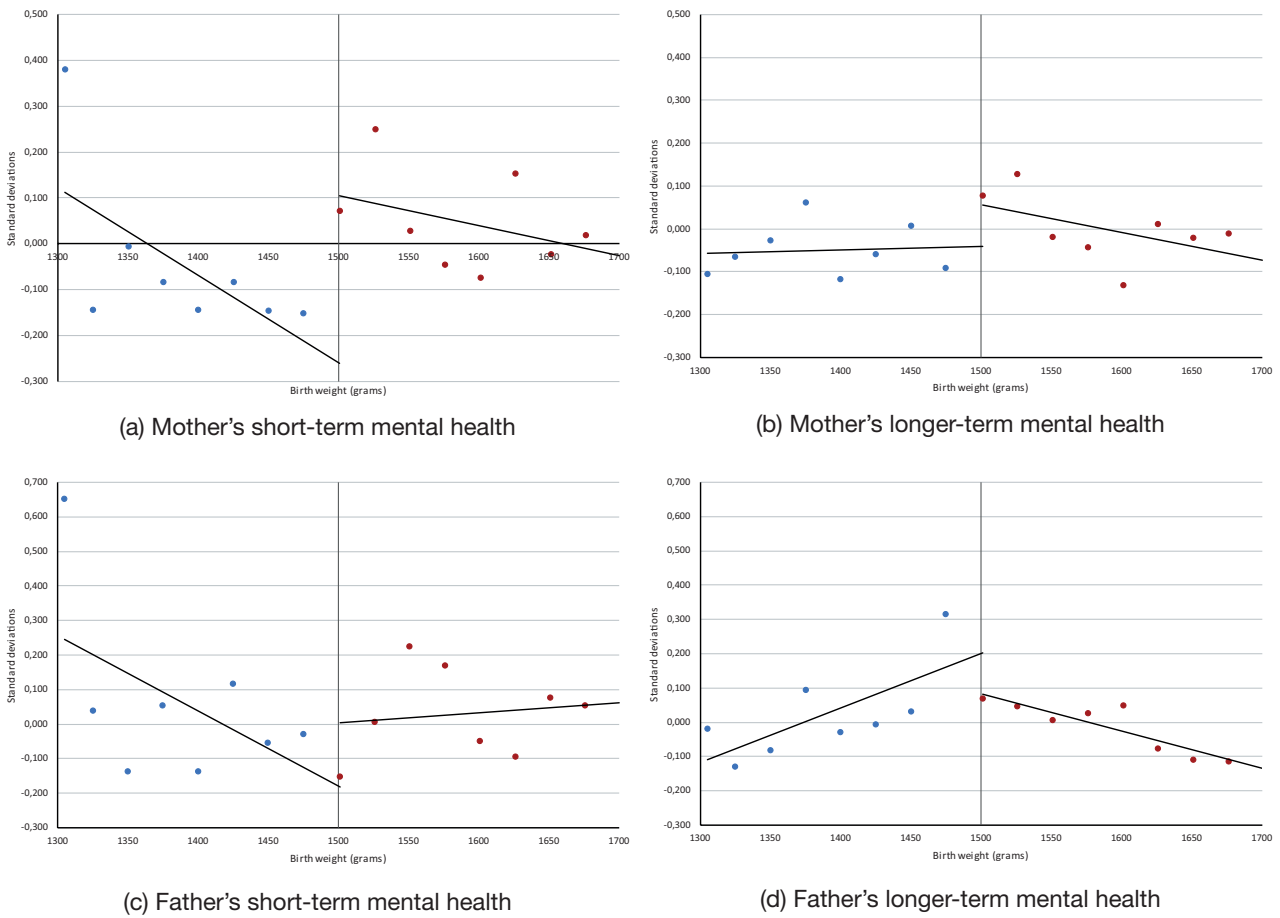 0,500
0,400
0,300
0,200
0,100
0,000
-0,100
-0,200
-0,300
Standard deviations
1300 1350 1400 1450 1500 1550 1600 1650 1700
Birth weight (grams)
(a) Mother's short-term mental health
0,500
0,400
0,300
0,200
0,100
0,000
-0,100
-0,200
-0,300
Standard deviations
1300 1350 1400 1450 1500 1550 1600 1650 1700
Birth weight (grams)
(b) Mother's longer-term mental health
0,700
0,600
0,500
0,400
0,300
0,200
0,100
0,000
-0,100
-0,200
-0,300
Standard deviations
1300 1350 1400 1450 1500 1550 1600 1650 1700
Birth weight (grams)
(c) Father's short-term mental health
0,700
0,600
0,500
0,400
0,300
0,200
0,100
0,000
-0,100
-0,200
-0,300
Standard deviations
1300 1350 1400 1450 1500 1550 1600 1650 1700
Birth weight (grams)
(d) Father's longer-term mental health